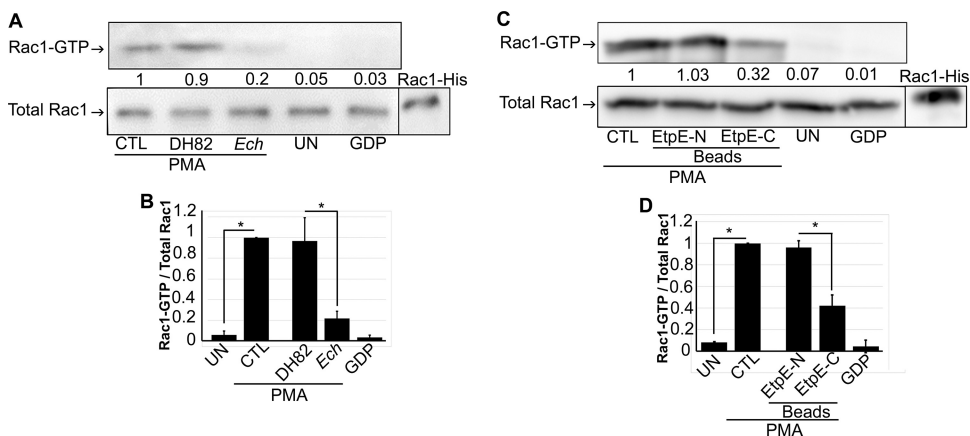 A
Rac1-GTP→
1 0.9 0.2 0.05 0.03 Rac1-His
Total Rac1→
CTL DH82 Ech UN GDP
PMA
B
Rac1-GTP / Total Rac1
1.2
1
0.8
0.6
0.4
0.2
0
* *
UN CTL DH82 Ech GDP
PMA
C
Rac1-GTP→
1 1.03 0.32 0.07 0.01 Rac1-His
Total Rac1→
CTL EtpE-N EtpE-C UN GDP
Beads
PMA
D
Rac1-GTP / Total Rac1
1.2
1
0.8
0.6
0.4
0.2
0
* *
UN CTL EtpE-N EtpE-C GDP
Beads
PMA